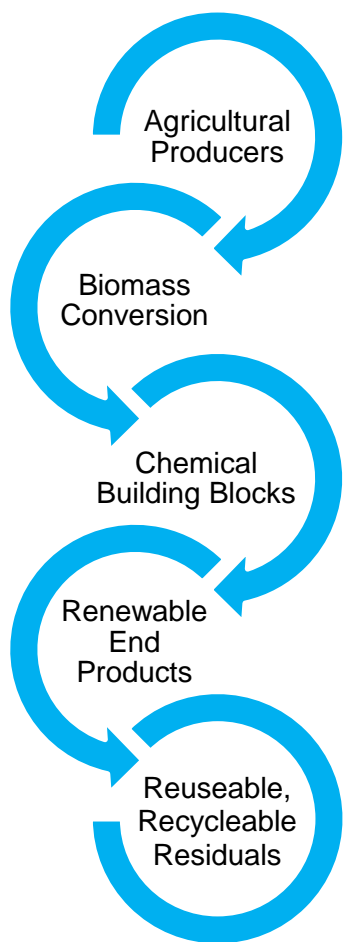 Agricultural
Producers
Biomass
Conversion
Chemical
Building Blocks
Renewable
End
Products
Reuseable,
Recycleable
Residuals